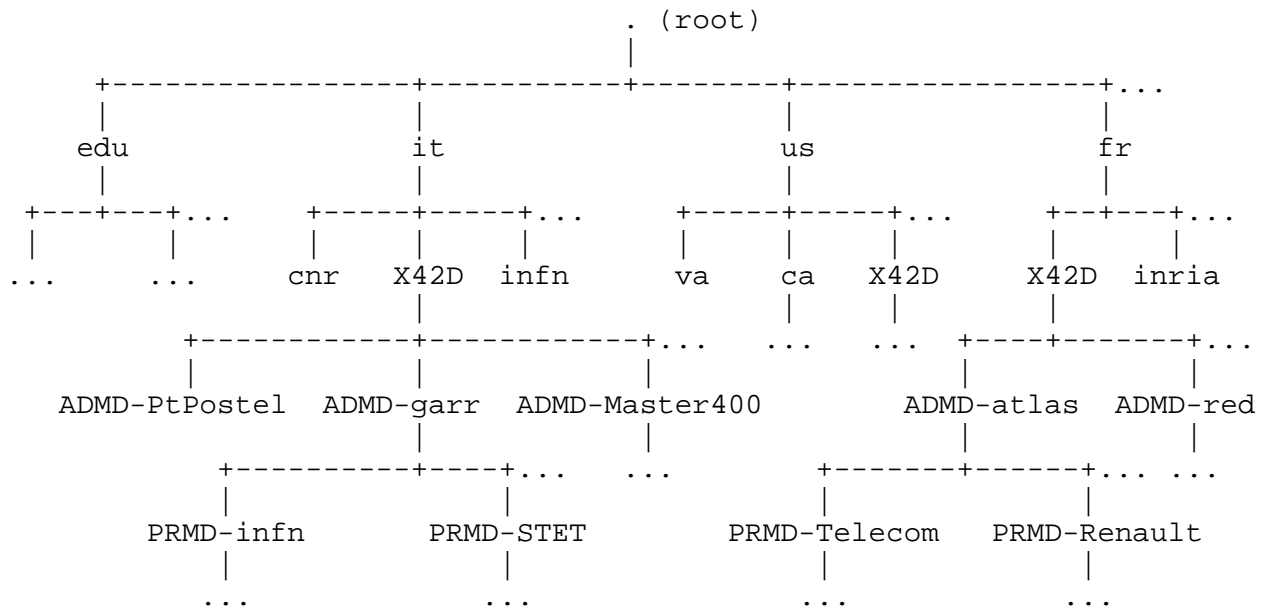 . (root)
|
+-----------------+-----------+--------+-----------------+...
| | | |
edu it us fr
| | | |
+---+---+... +-----+-----+... +-----+-----+... +--+---+...
| | | | | | | | | |
... ... cnr X42D infn va ca X42D X42D inria
| | | |
+------------+------------+... ... ... +----+-------+...
| | | | |
ADMD-PtPostel ADMD-garr ADMD-Master400 ADMD-atlas ADMD-red
| | | |
+----------+----+... ... +-------+------+... ...
| | | |
PRMD-infn PRMD-STET PRMD-Telecom PRMD-Renault
| | | |
... ... ... ...